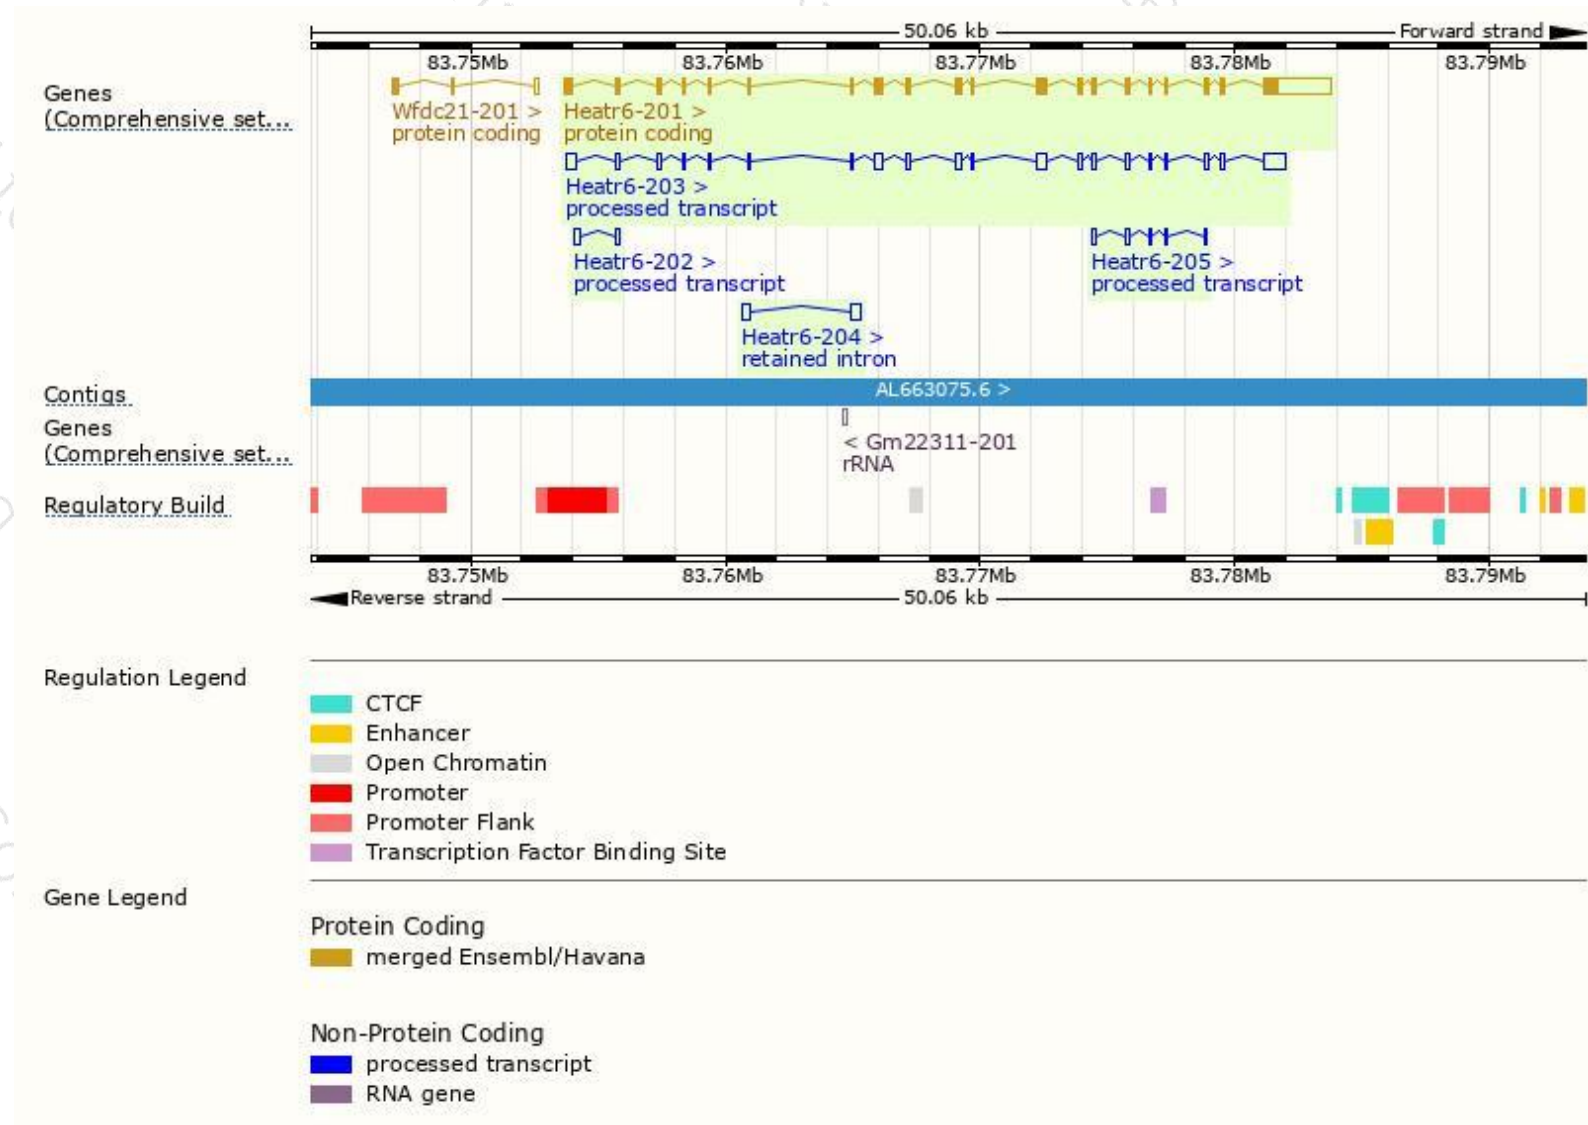 50.06 kb
Forward strand
83.75Mb 83.76Mb 83.77Mb 83.78Mb 83.79Mb
Genes
(Comprehensive set...
Wfdc21-201 >
protein coding
Heatr6-201 >
protein coding
Heatr6-203 >
processed transcript
Heatr6-202 >
processed transcript
Heatr6-205 >
processed transcript
Heatr6-204 >
retained intron
Contigs
AL663075.6 >
Genes
(Comprehensive set...
< Gm22311-201
rRNA
Regulatory Build
83.75Mb 83.76Mb 83.77Mb 83.78Mb 83.79Mb
Reverse strand
50.06 kb
Regulation Legend
CTCF
Enhancer
Open Chromatin
Promoter
Promoter Flank
Transcription Factor Binding Site
Gene Legend
Protein Coding
merged Ensembl/Havana
Non-Protein Coding
processed transcript
RNA gene